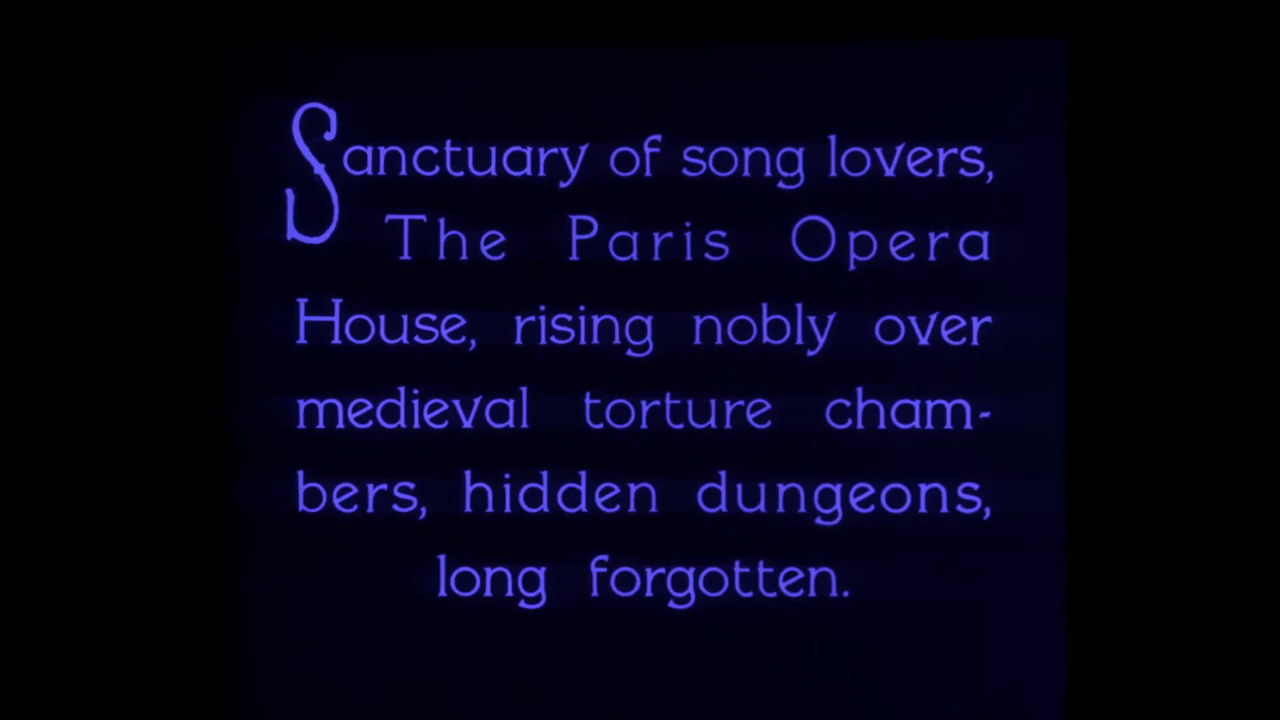 Sanctuary of song lovers,
The Paris Opera
House, rising nobly over
medieval torture cham-
bers, hidden dungeons,
long forgotten.